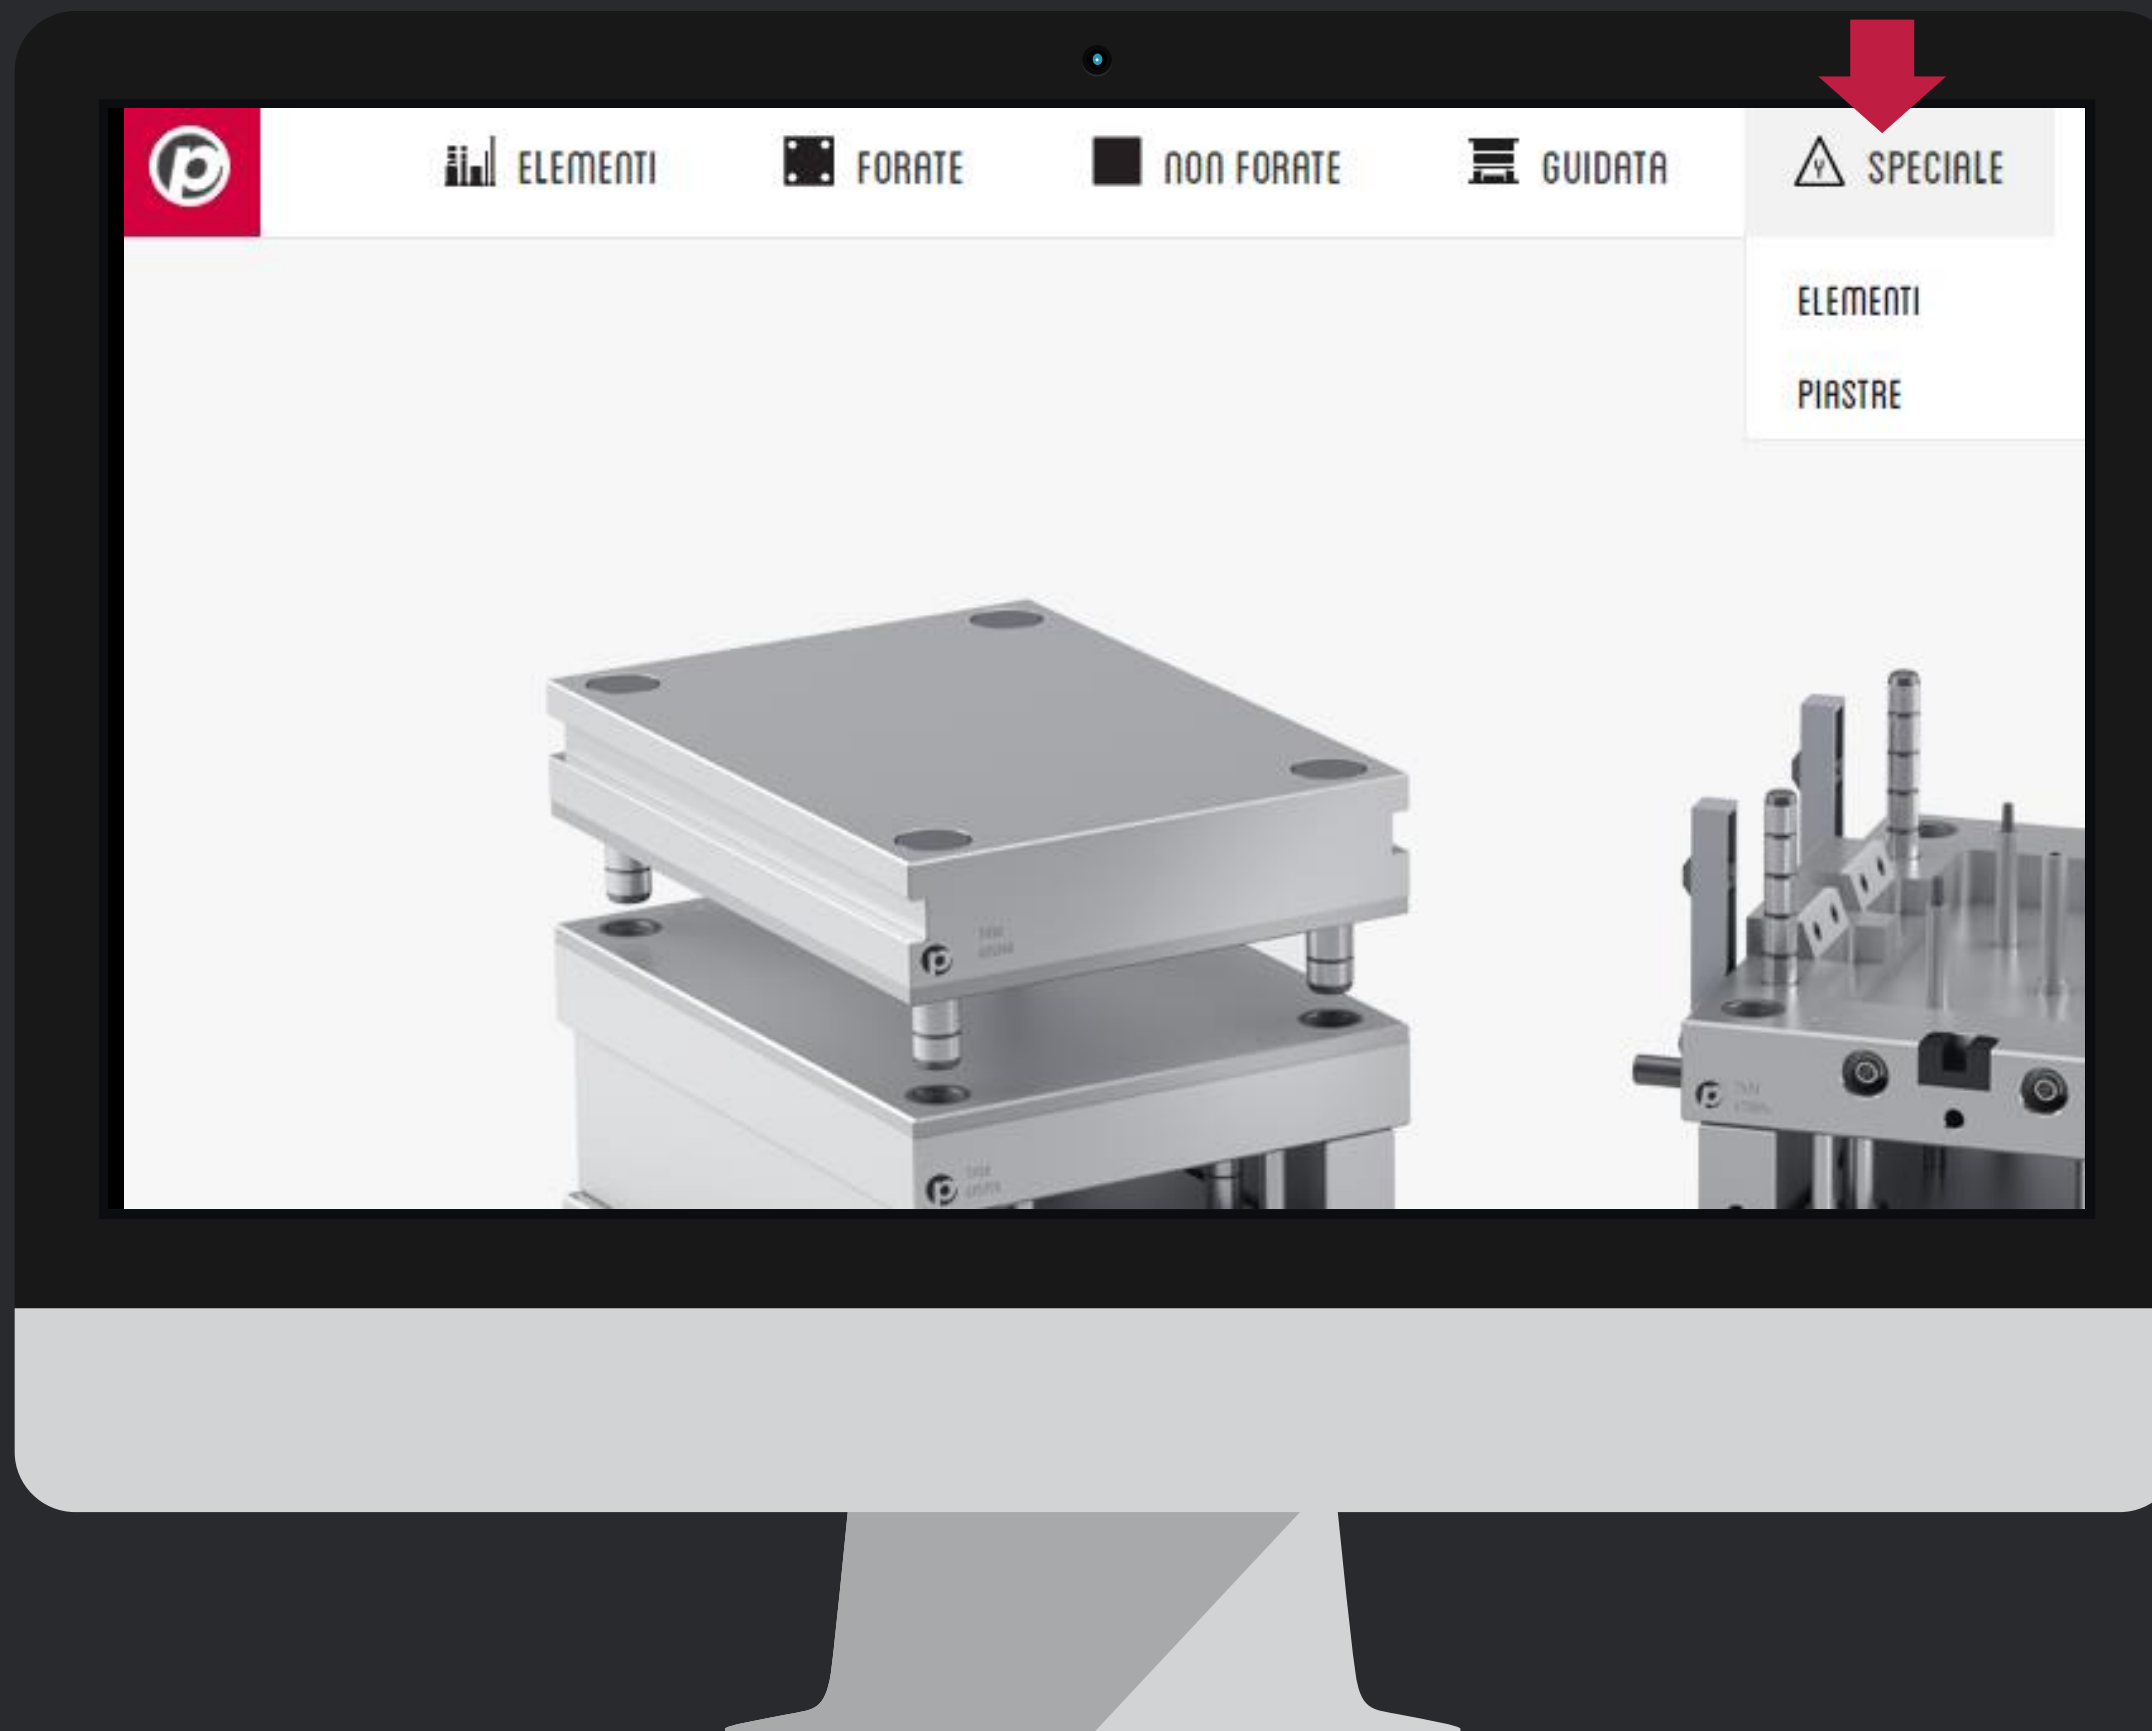 ELEMENTI
FORATE
NON FORATE
GUIDATA
SPECIALE
ELEMENTI
PIASTRE